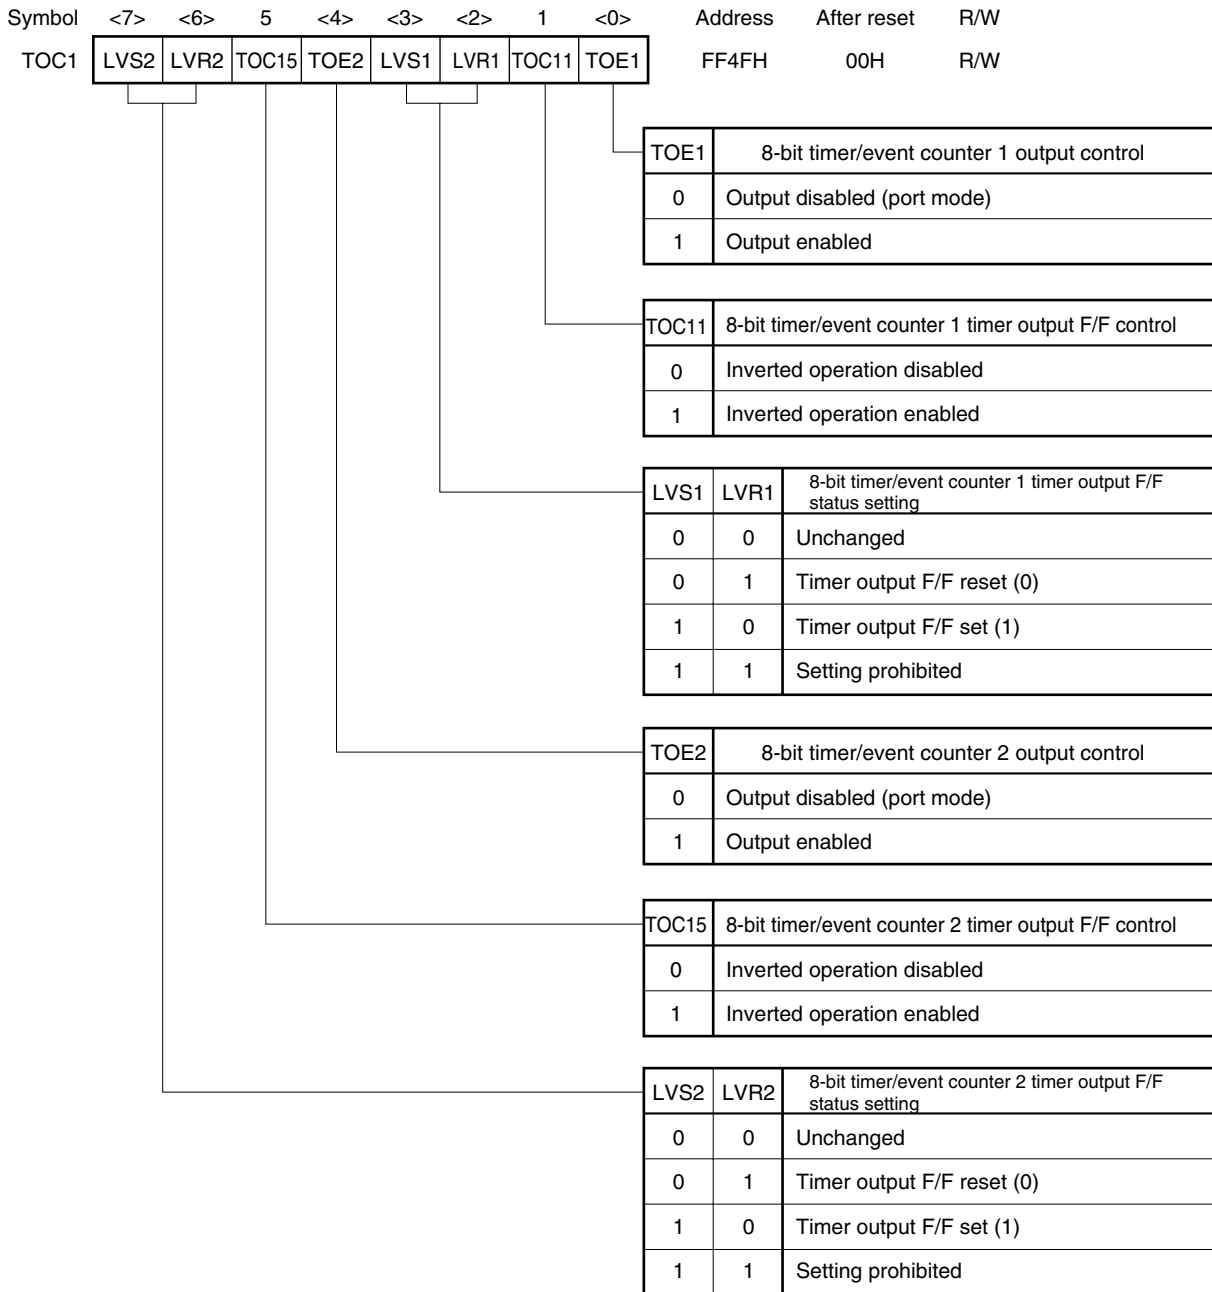 Symbol <7> <6> 5 <4> <3> <2> 1 <0> Address After reset R/W
TOC1 LVS2 LVR2 TOC15 TOE2 LVS1 LVR1 TOC11 TOE1 FF4FH 00H R/W
TOE1 8-bit timer/event counter 1 output control
0 Output disabled (port mode)
1 Output enabled
TOC11 8-bit timer/event counter 1 timer output F/F control
0 Inverted operation disabled
1 Inverted operation enabled
LVS1 LVR1 8-bit timer/event counter 1 timer output F/F
status setting
0 0 Unchanged
0 1 Timer output F/F reset (0)
1 0 Timer output F/F set (1)
1 1 Setting prohibited
TOE2 8-bit timer/event counter 2 output control
0 Output disabled (port mode)
1 Output enabled
TOC15 8-bit timer/event counter 2 timer output F/F control
0 Inverted operation disabled
1 Inverted operation enabled
LVS2 LVR2 8-bit timer/event counter 2 timer output F/F
status setting
0 0 Unchanged
0 1 Timer output F/F reset (0)
1 0 Timer output F/F set (1)
1 1 Setting prohibited